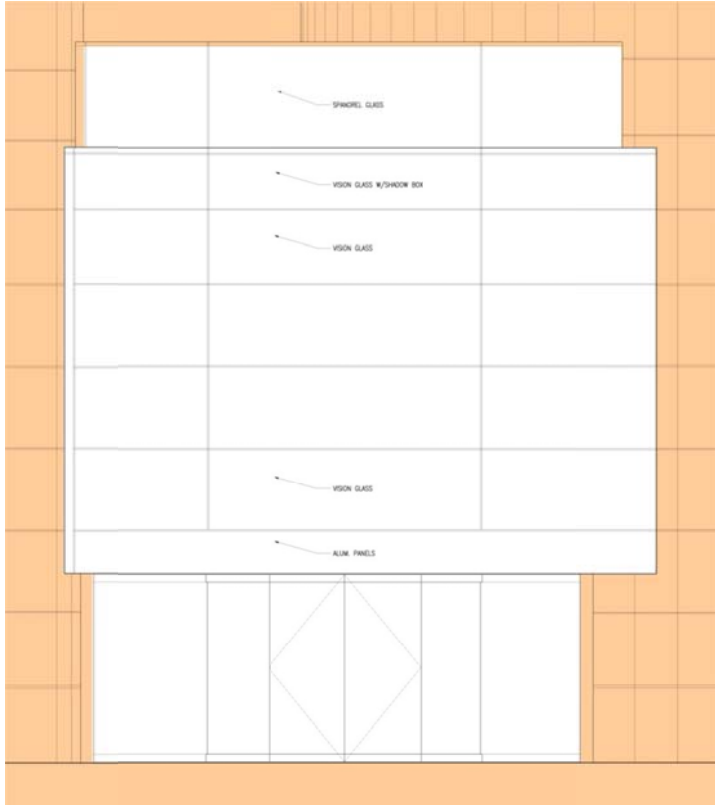 SPANDREL GLASS
VISION GLASS W/SHADOW BOX
VISION GLASS
VISION GLASS
ALUM. PANELS